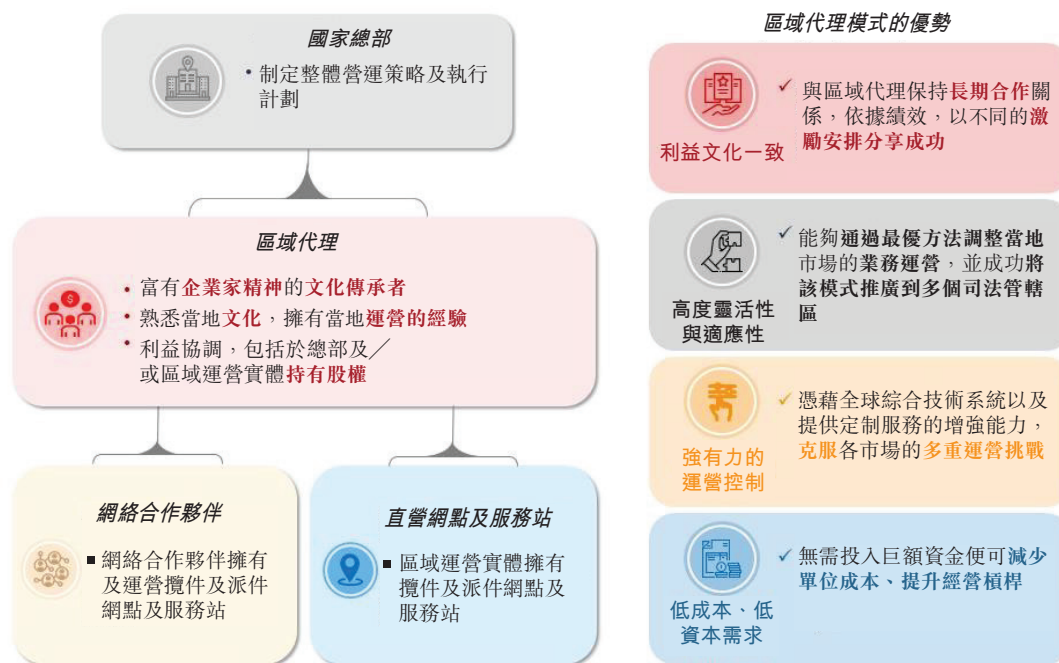 國家總部
• 制定整體營運策略及執行
計劃
區域代理
• 富有企業家精神的文化傳承者
• 熟悉當地文化，擁有當地運營的經驗
• 利益協調，包括於總部及╱
或區域運營實體持有股權
網絡合作夥伴
■ 網絡合作夥伴擁有
及運營攬件及派件
網點及服務站
直營網點及服務站
■ 區域運營實體擁有
攬件及派件網點及
服務站
區域代理模式的優勢
利益文化一致
✓ 與區域代理保持長期合作關
係，依據績效，以不同的激
勵安排分享成功
高度靈活性
與適應性
✓ 能夠通過最優方法調整當地
市場的業務運營，並成功將
該模式推廣到多個司法管轄
區
強有力的
運營控制
✓ 憑藉全球綜合技術系統以及
提供定制服務的增強能力，
克服各市場的多重運營挑戰
低成本、低
資本需求
✓ 無需投入巨額資金便可減少
單位成本、提升經營槓桿